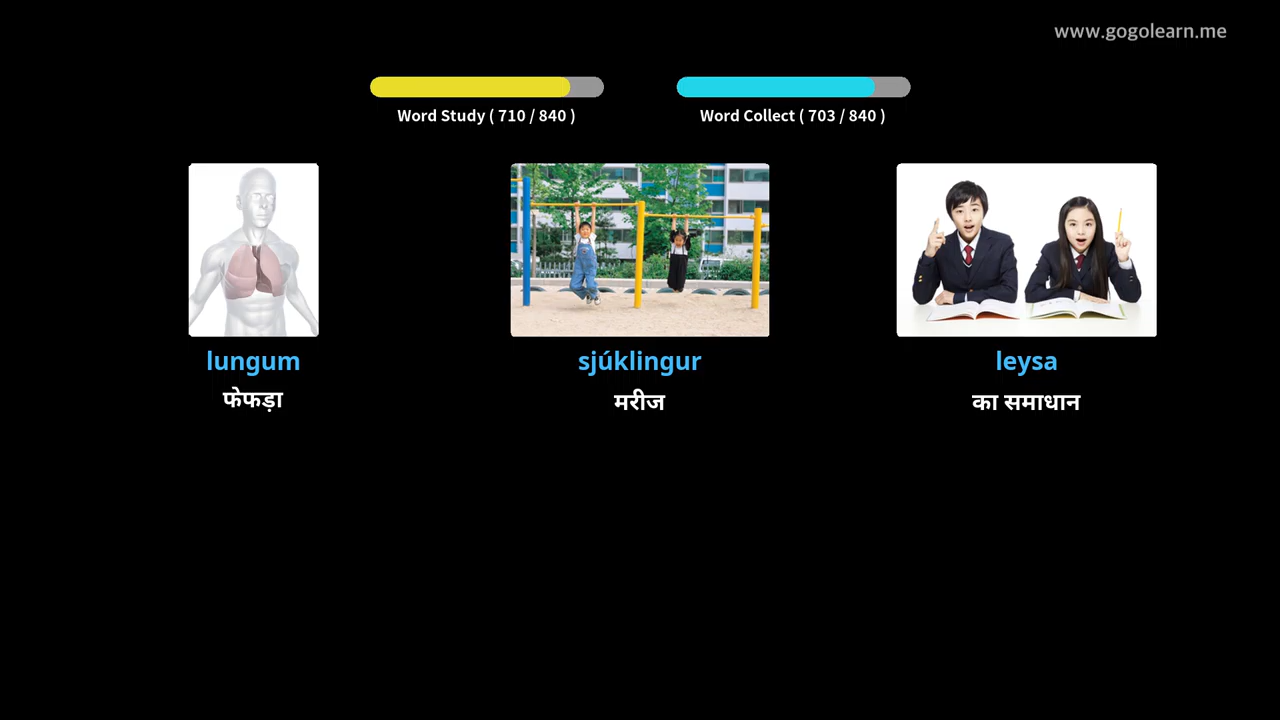 www.gogolearn.me
Word Study ( 710 / 840 )
Word Collect ( 703 / 840 )
lungum
फेफड़ा
sjúklingur
मरीज
leysa
का समाधान